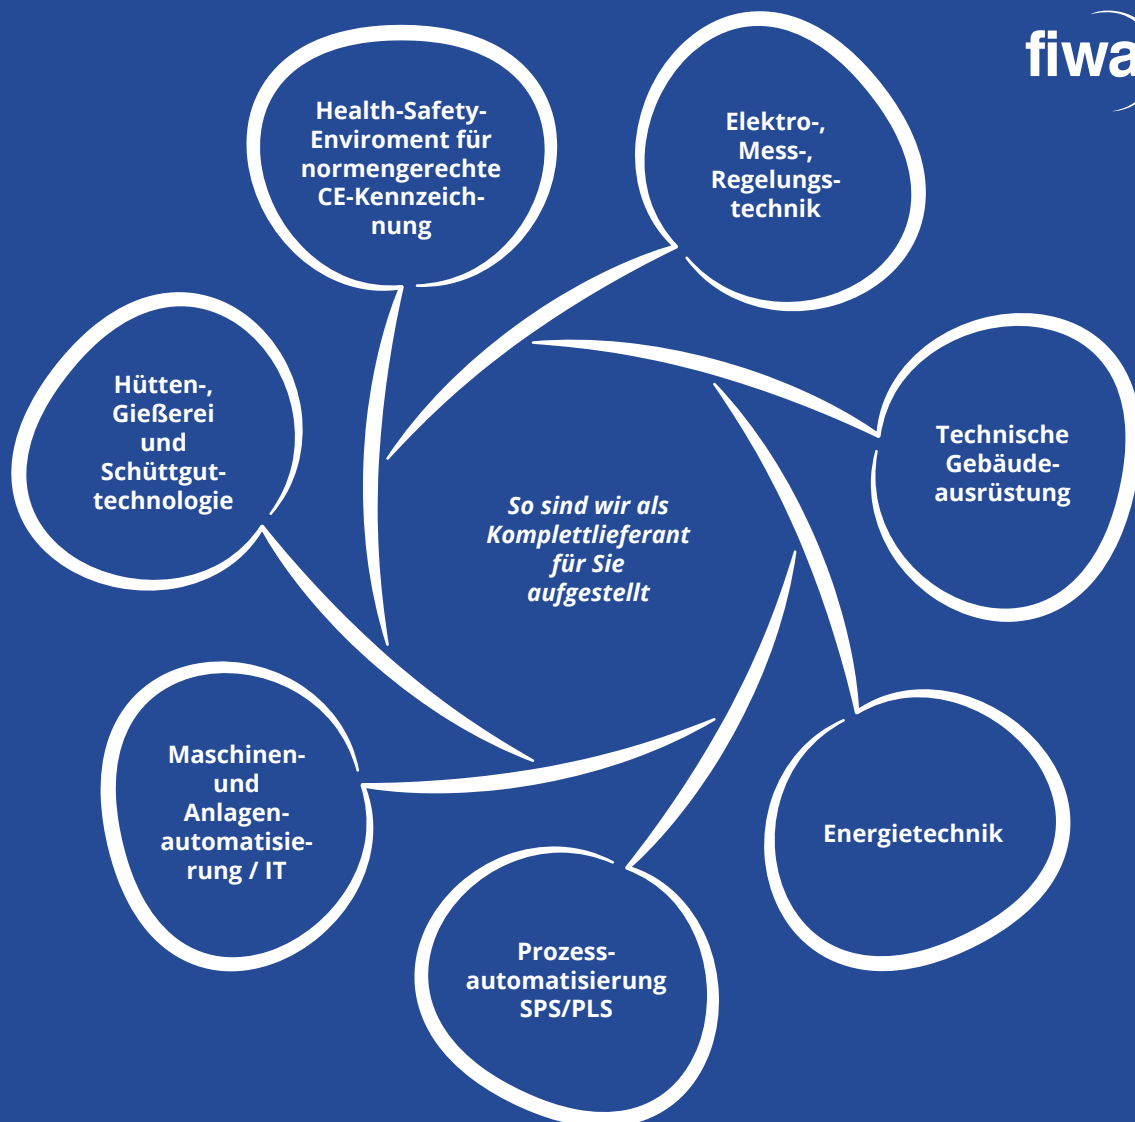 fiwa
Health-Safety-
Enviroment für
normengerechte
CE-Kennzeich-
nung
Elektro-,
Mess-,
Regelungs-
technik
Hütten-,
Gießerei
und
Schüttgut-
technologie
Technische
Gebäude-
ausrüstung
So sind wir als
Komplettlieferant
für Sie
aufgestellt
Maschinen-
und
Anlagen-
automatisie-
rung / IT
Energietechnik
Prozess-
automatisierung
SPS/PLS